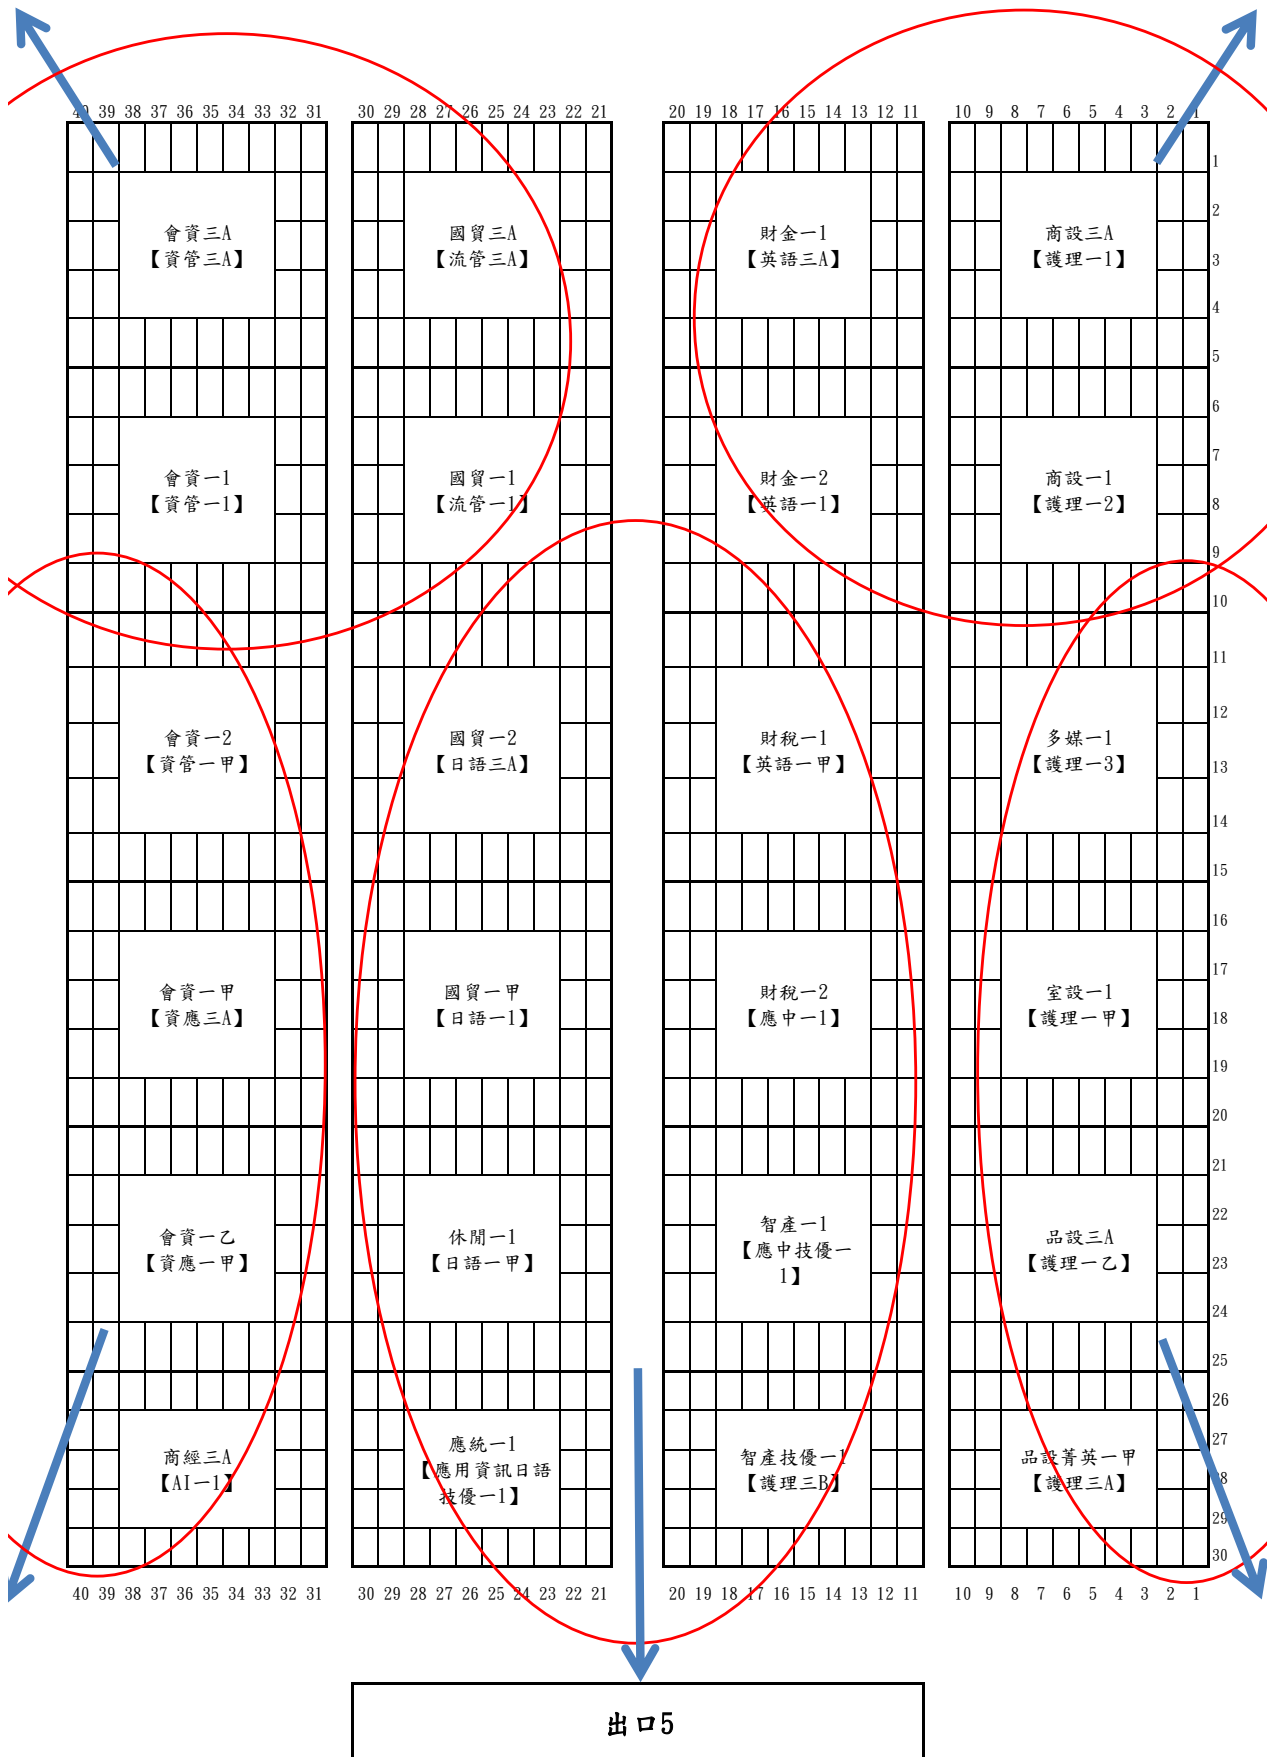 40 39 38 37 36 35 34 33 32 31 30 29 28 27 26 25 24 23 22 21 20 19 18 17 16 15 14 13 12 11 10 9 8 7 6 5 4 3 2 1
1
2
會資三A 國貿三A 財金一1 商設三A
【資管三A】 【流管三A】 【英語三A】 【護理一1】
3
4
5
6
7
會資一1 國貿一1 財金一2 商設一1
【資管一1】 【流管一1】 【英語一1】 【護理一2】
8
9
10
11
12
會資一2 國貿一2 財稅一1 多媒一1
【資管一甲】 【日語三A】 【英語一甲】 【護理一3】
13
14
15
16
17
會資一甲 國貿一甲 財稅一2 室設一1
【資應三A】 【日語一1】 【應中一1】 【護理一甲】
18
19
20
21
22
會資一乙 休閒一1 智產一1 品設三A
【資應一甲】 【日語一甲】 【應中技優一
1】 【護理一乙】
23
24
25
26
27
商經三A 應統一1 智產技優一1 品設菁英一甲
【AI一1】 【應用資訊日語
技優一1】 【護理三B】 【護理三A】
28
29
30
40 39 38 37 36 35 34 33 32 31 30 29 28 27 26 25 24 23 22 21 20 19 18 17 16 15 14 13 12 11 10 9 8 7 6 5 4 3 2 1
出口5